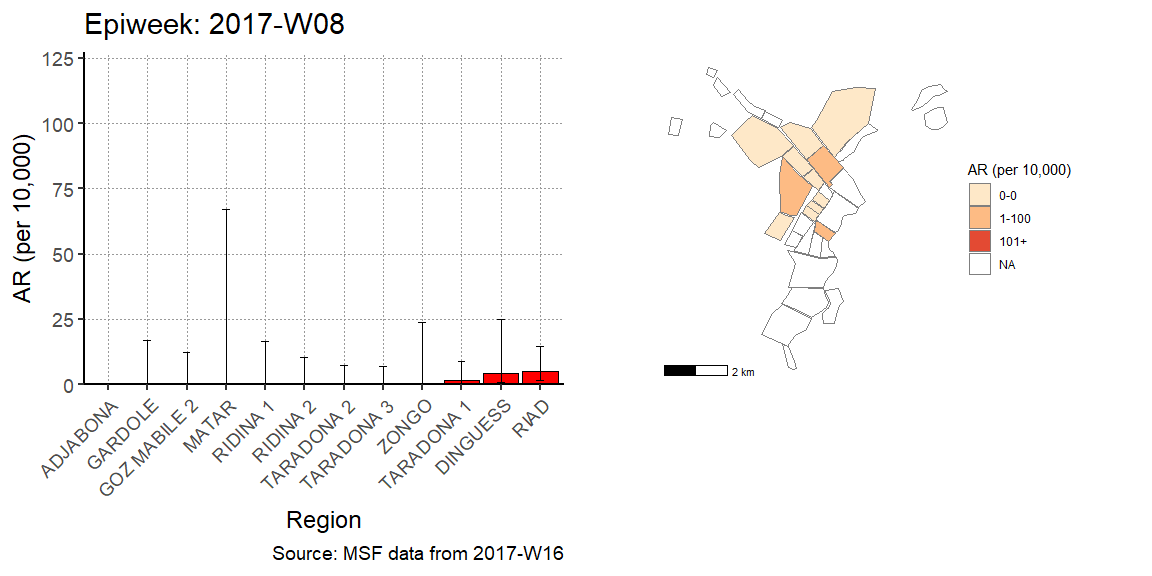 Epiweek: 2017-W08
AR (per 10,000)
125
100
75
50
25
0
ADJABONA
GARDOLE
GOZ MABILE 2
MATAR
RIDINA 1
RIDINA 2
TARADONA 2
TARADONA 3
ZONGO
TARADONA 1
DINGUESS
RIAD
Region
Source: MSF data from 2017-W16
AR (per 10,000)
0-0
1-100
101+
NA
2 km